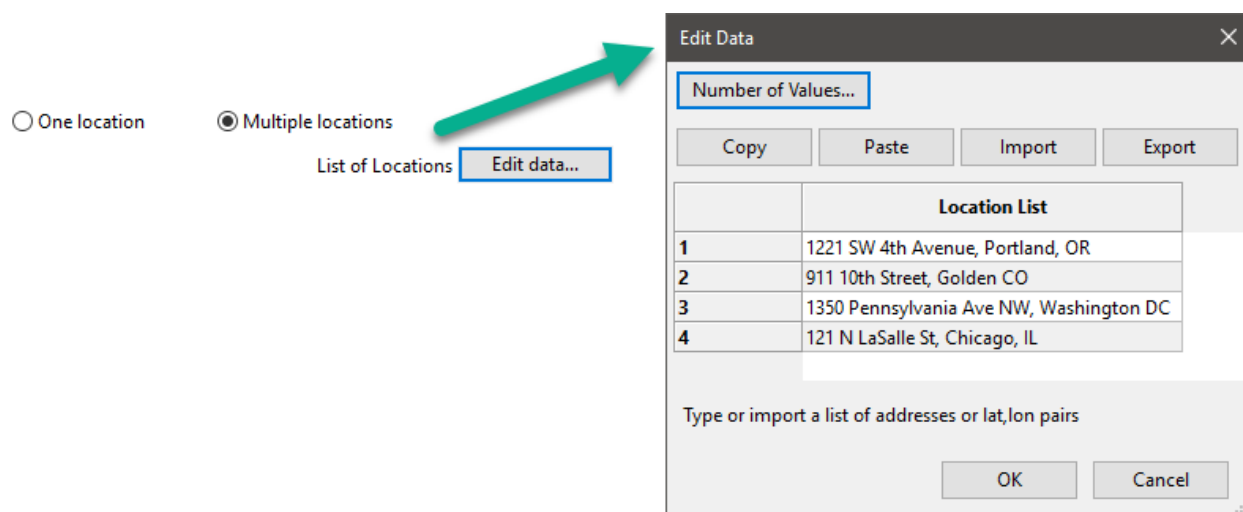 One location
Multiple locations
List of Locations
Edit data...
Edit Data
Number of Values...
Copy
Paste
Import
Export
Location List
1 1221 SW 4th Avenue, Portland, OR
2 911 10th Street, Golden CO
3 1350 Pennsylvania Ave NW, Washington DC
4 121 N LaSalle St, Chicago, IL
Type or import a list of addresses or lat,lon pairs
OK
Cancel